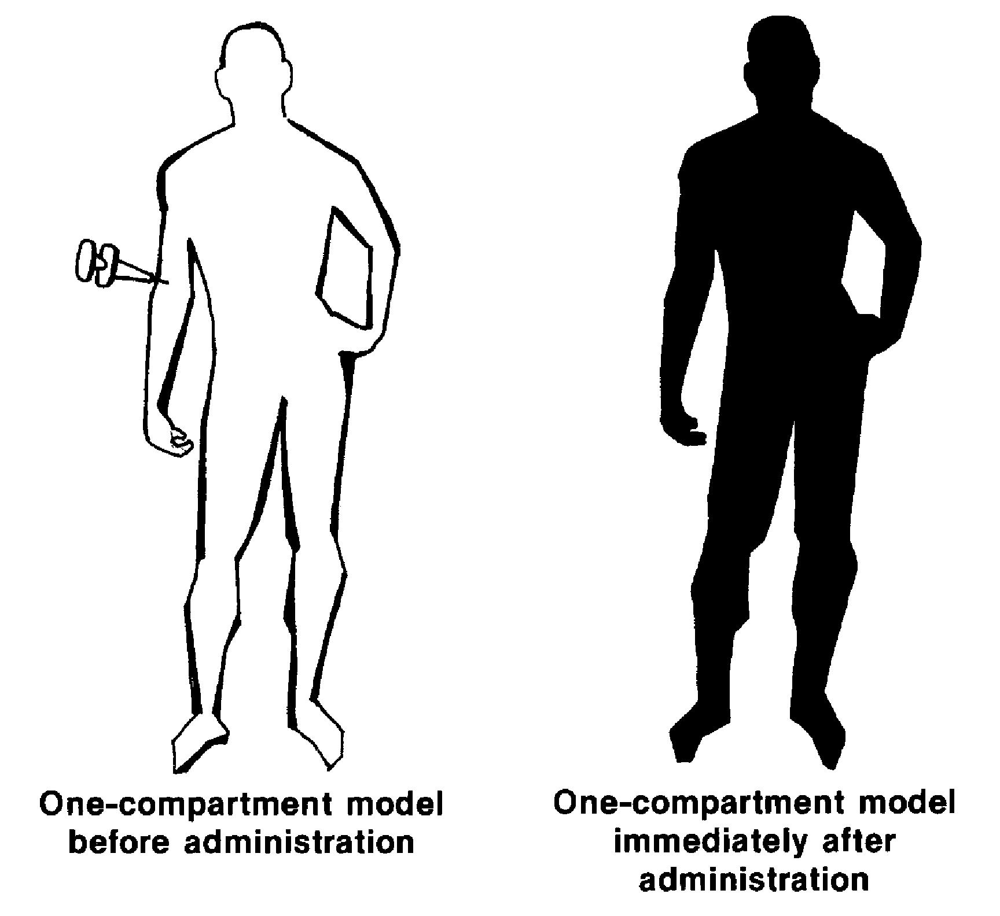 One-compartment model
before administration
One-compartment model
immediately after
administration